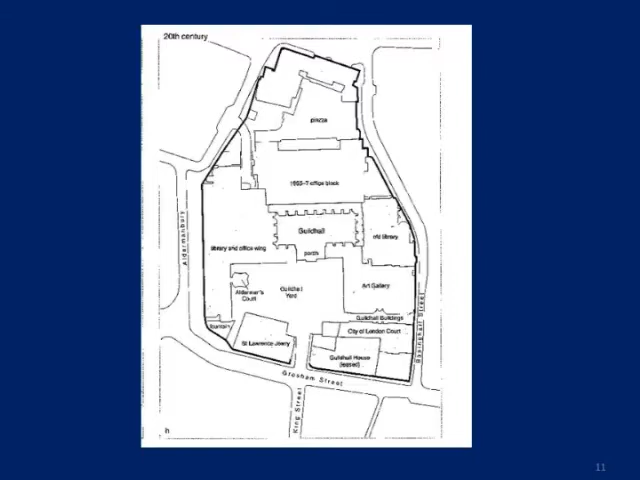 20th century
piazza
1955-7 office block
Guildhall
old library
library and office wing
porch
Aldermanbury
Alderman's
Court
Guildhall
Yard
Art Gallery
Basinghall Street
Guildhall Buildings
City of London Court
St Lawrence Jewry
Guildhall House
(leased)
Gresham Street
King Street
h
11